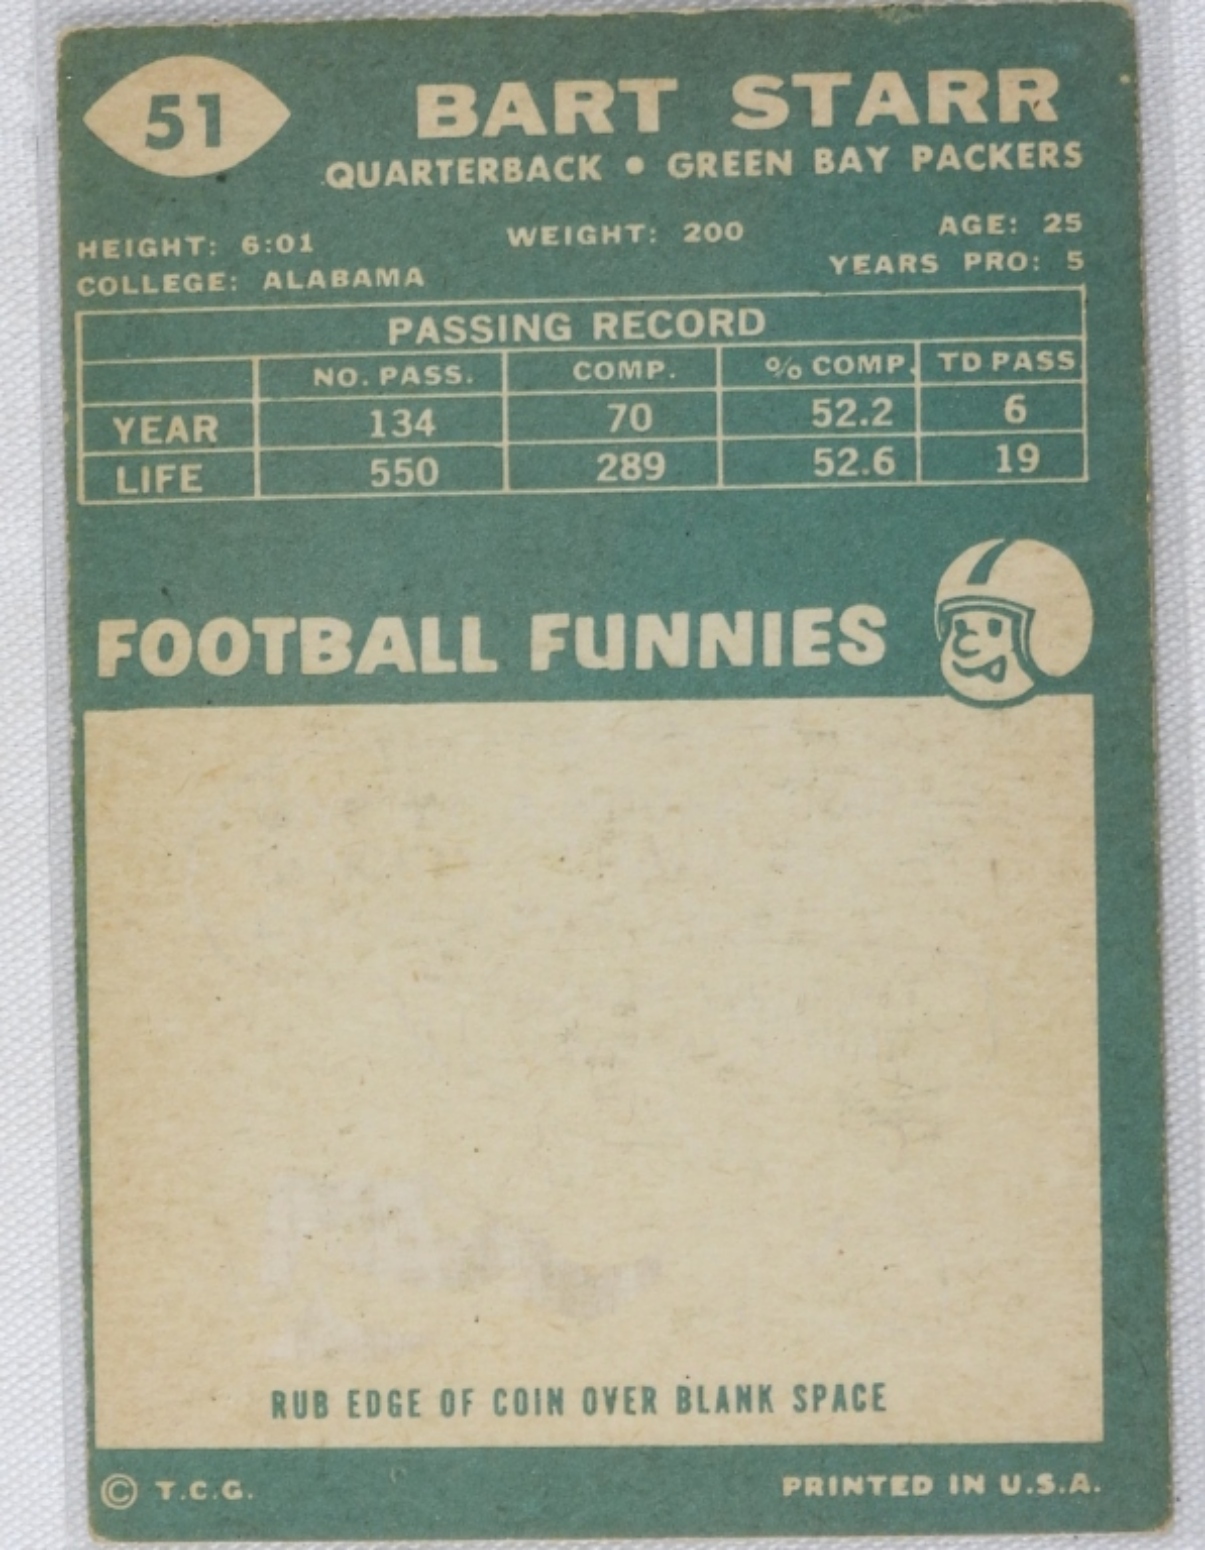 51
BART STARR
QUARTERBACK • GREEN BAY PACKERS
HEIGHT: 6:01 WEIGHT: 200 AGE: 25
COLLEGE: ALABAMA YEARS PRO: 5
PASSING RECORD
NO. PASS. COMP. % COMP. TD PASS
YEAR 134 70 52.2 6
LIFE 550 289 52.6 19
FOOTBALL FUNNIES
RUB EDGE OF COIN OVER BLANK SPACE
© T.C.G. PRINTED IN U.S.A.